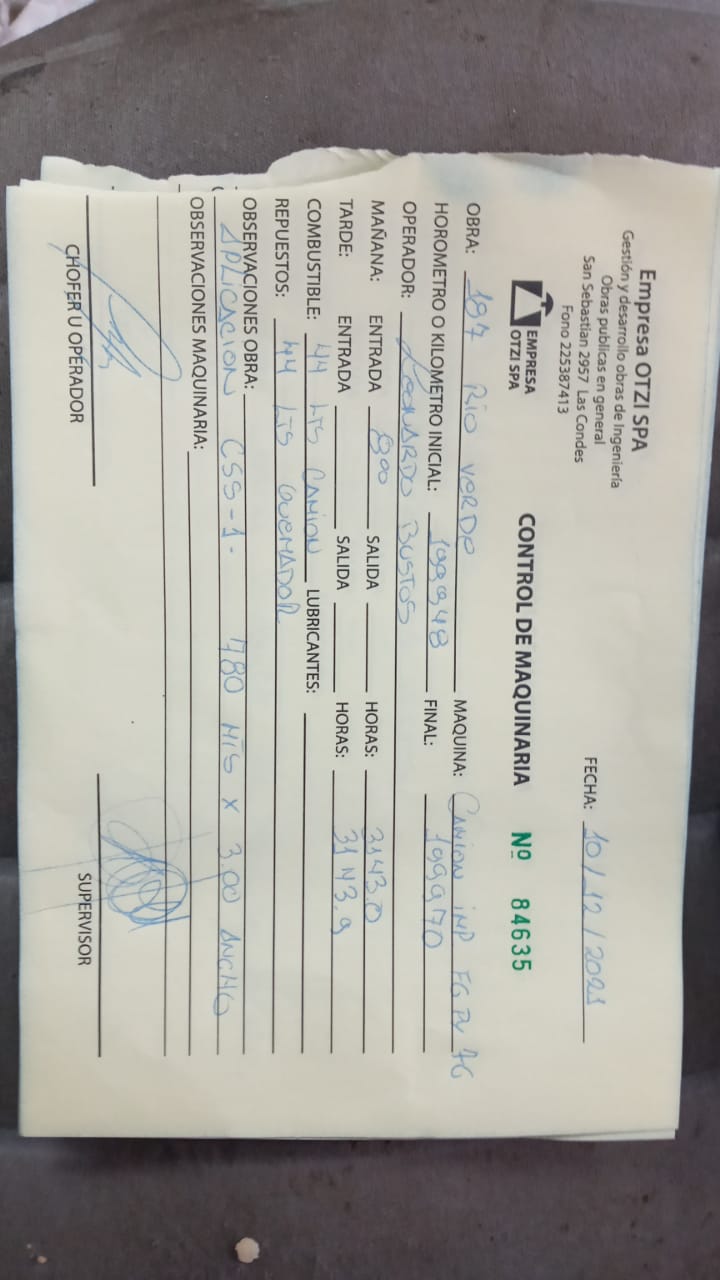 Empresa OTZI SPA
Gestión y desarrollo obras de Ingeniería
Obras publicas en general
San Sebastian 2957 Las Condes
Fono 225387413
FECHA: 10/12/2021
EMPRESA
OTZI SPA
CONTROL DE MAQUINARIA Nº 84635
OBRA: 187 Rio Verde MAQUINA: Camion imp FGPV 76
HOROMETRO O KILOMETRO INICIAL: 199948 FINAL: 199970
OPERADOR: Leonardo Bustos
MAÑANA: ENTRADA 8:00 SALIDA HORAS: 3143.0
TARDE: ENTRADA SALIDA HORAS: 3143.9
COMBUSTIBLE: 44 LTS CAMION LUBRICANTES:
REPUESTOS: 44 LTS QUEMADOR
OBSERVACIONES OBRA:
APLICACION CSS-1- 780 MTS x 3.00 ANCHO
OBSERVACIONES MAQUINARIA:
CHOFER U OPERADOR
SUPERVISOR